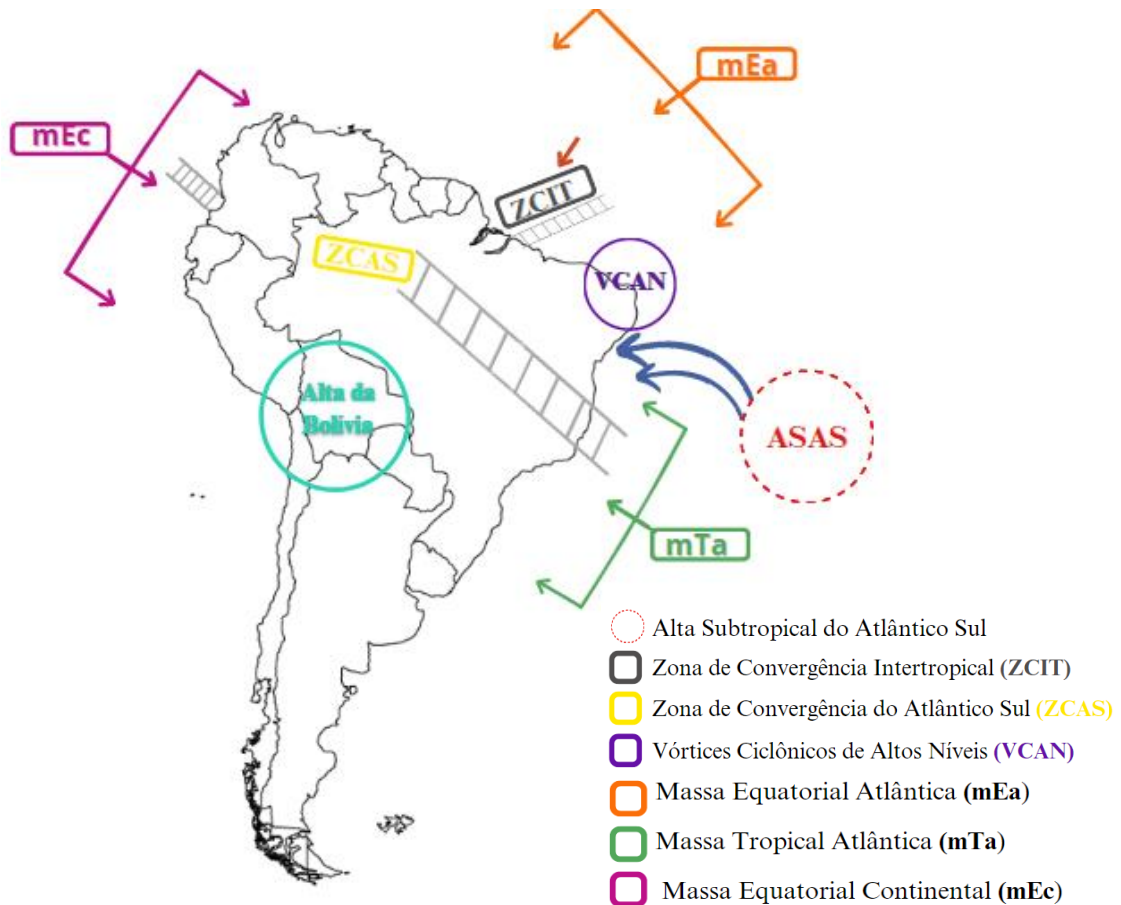 mEa
mEc
ZCIT
ZCAS
VCAN
Alta da
Bolívia
ASAS
mTa
Alta Subtropical do Atlântico Sul
Zona de Convergência Intertropical (ZCIT)
Zona de Convergência do Atlântico Sul (ZCAS)
Vórtices Ciclônicos de Altos Níveis (VCAN)
Massa Equatorial Atlântica (mEa)
Massa Tropical Atlântica (mTa)
Massa Equatorial Continental (mEc)